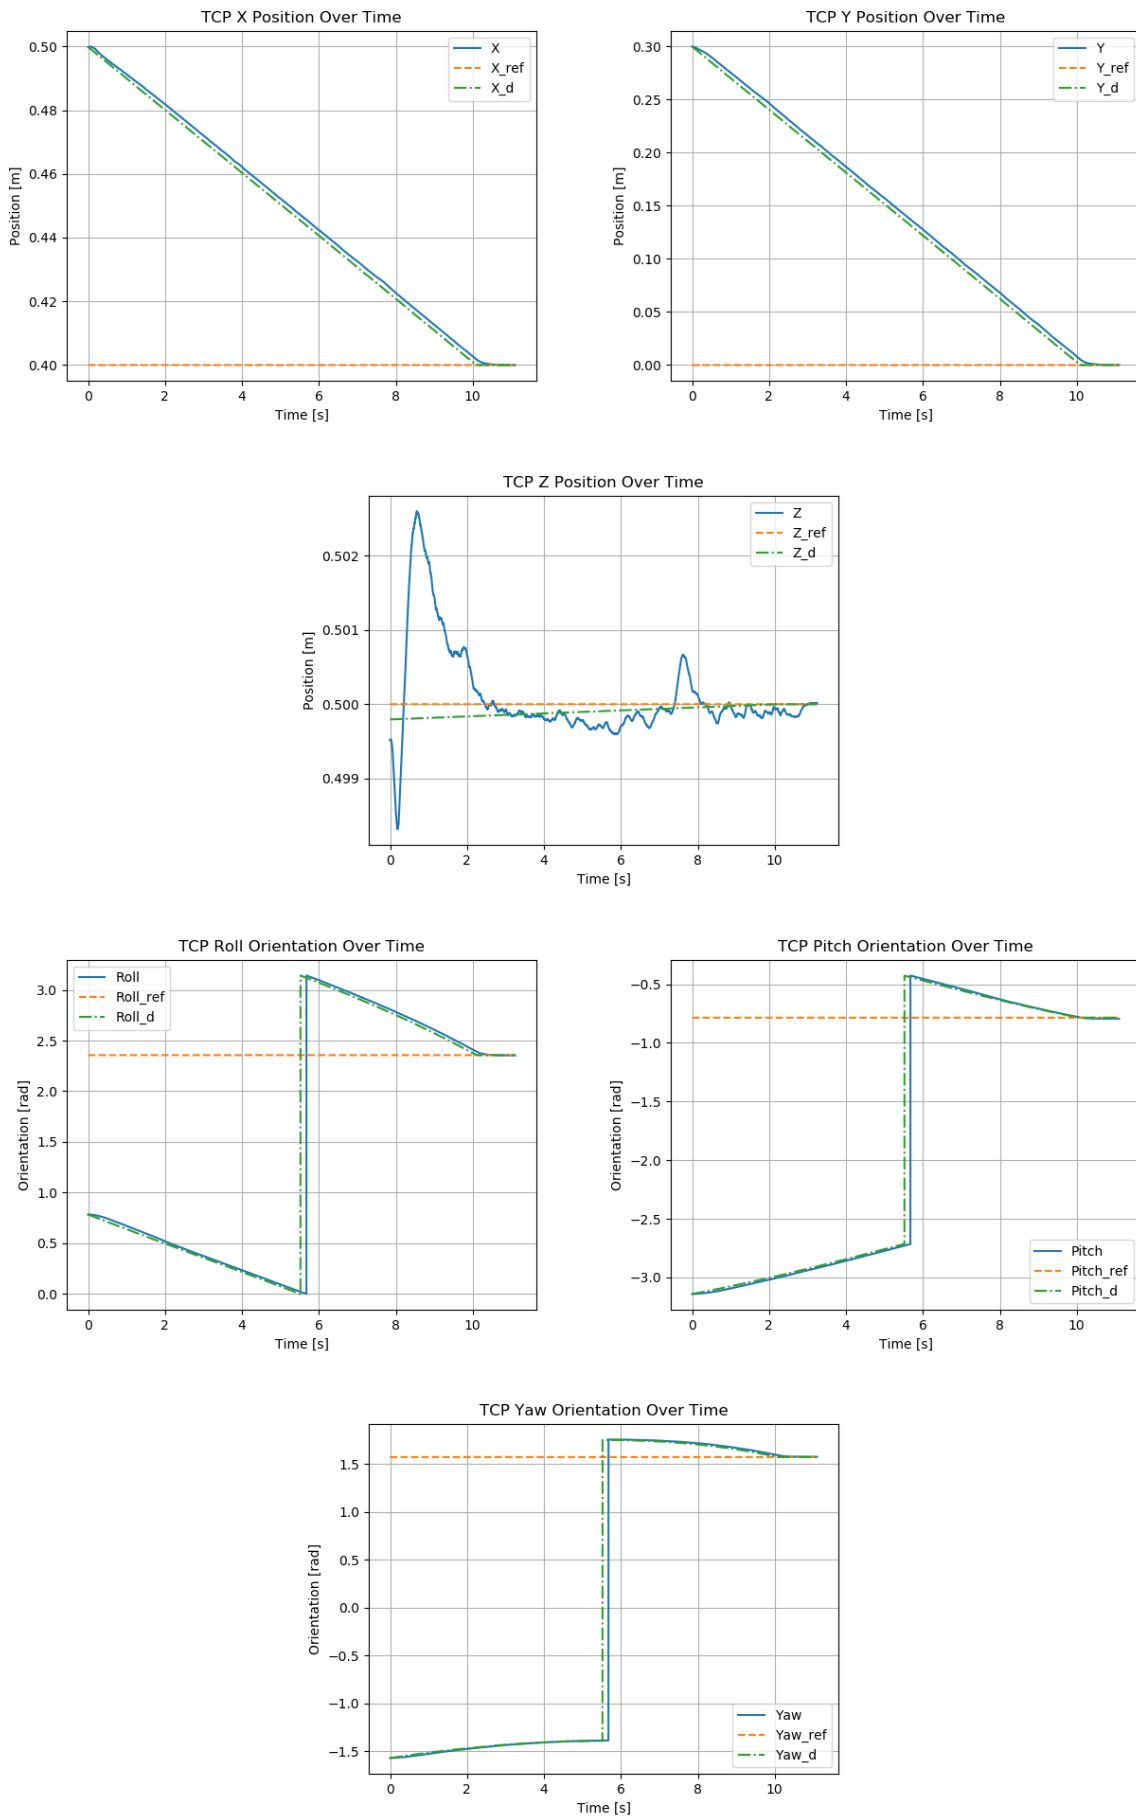 TCP X Position Over Time
Position [m]
0.50
0.48
0.46
0.44
0.42
0.40
0
2
4
6
8
10
Time [s]
X
X_ref
X_d
TCP Y Position Over Time
Position [m]
0.30
0.25
0.20
0.15
0.10
0.05
0.00
0
2
4
6
8
10
Time [s]
Y
Y_ref
Y_d
TCP Z Position Over Time
Position [m]
0.502
0.501
0.500
0.499
0
2
4
6
8
10
Time [s]
Z
Z_ref
Z_d
TCP Roll Orientation Over Time
Orientation [rad]
3.0
2.5
2.0
1.5
1.0
0.5
0.0
0
2
4
6
8
10
Time [s]
Roll
Roll_ref
Roll_d
TCP Pitch Orientation Over Time
Orientation [rad]
−0.5
−1.0
−1.5
−2.0
−2.5
−3.0
0
2
4
6
8
10
Time [s]
Pitch
Pitch_ref
Pitch_d
TCP Yaw Orientation Over Time
Orientation [rad]
1.5
1.0
0.5
0.0
−0.5
−1.0
−1.5
0
2
4
6
8
10
Time [s]
Yaw
Yaw_ref
Yaw_d